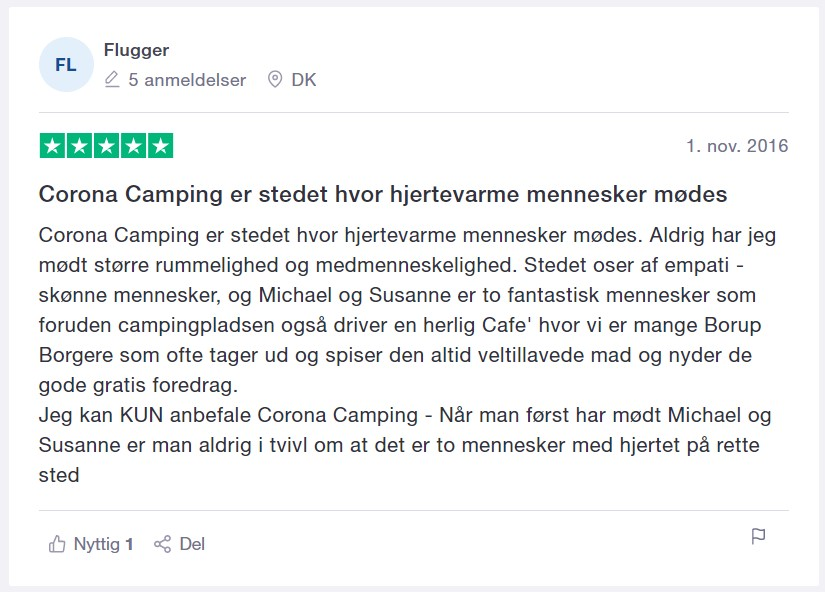 FL
Flugger
5 anmeldelser
DK
1. nov. 2016
Corona Camping er stedet hvor hjertevarme mennesker mødes
Corona Camping er stedet hvor hjertevarme mennesker mødes. Aldrig har jeg
mødt større rummelighed og medmenneskelighed. Stedet oser af empati -
skønne mennesker, og Michael og Susanne er to fantastisk mennesker som
foruden campingpladsen også driver en herlig Cafe' hvor vi er mange Borup
Borgere som ofte tager ud og spiser den altid veltillavede mad og nyder de
gode gratis foredrag.
Jeg kan KUN anbefale Corona Camping - Når man først har mødt Michael og
Susanne er man aldrig i tvivl om at det er to mennesker med hjertet på rette
sted
Nyttig 1
Del